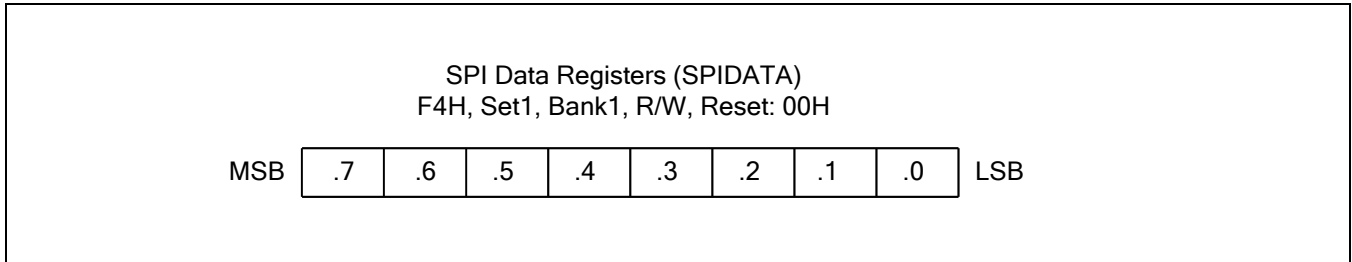 SPI Data Registers (SPIDATA)
F4H, Set1, Bank1, R/W, Reset: 00H
MSB .7 .6 .5 .4 .3 .2 .1 .0 LSB